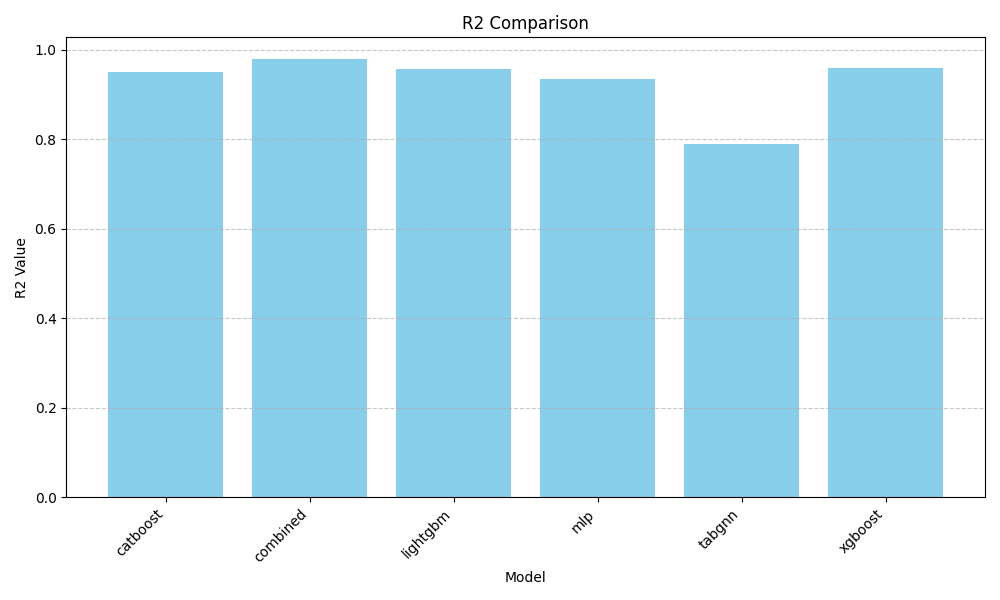 R2 Comparison
1.0
0.8
0.6
0.4
0.2
0.0
R2 Value
catboost
combined
lightgbm
mlp
tabgnn
xgboost
Model